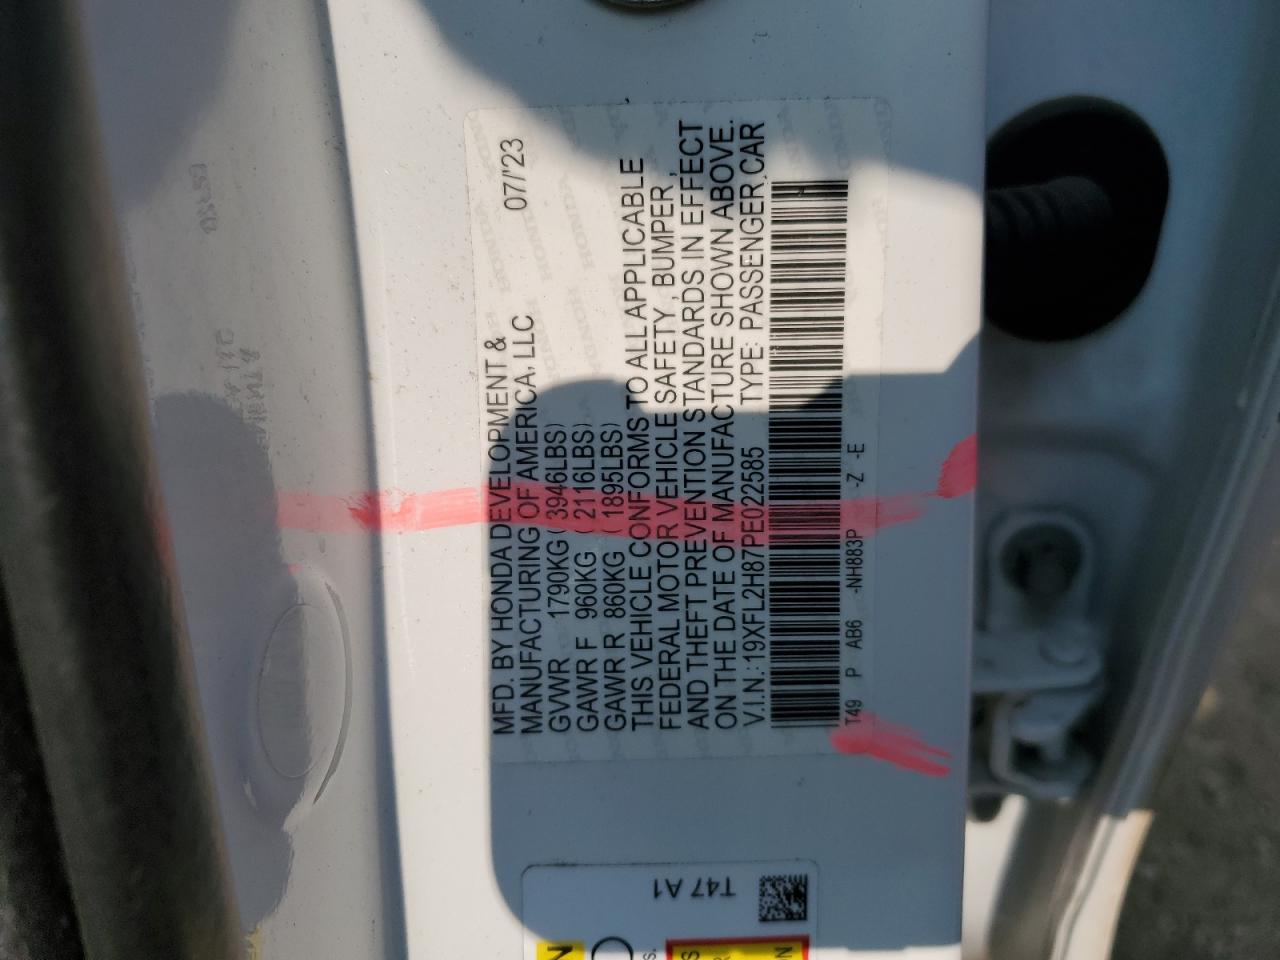 MFD. BY HONDA DEVELOPMENT &
MANUFACTURING OF AMERICA, LLC 07/'23
GVWR 1790KG (3946LBS)
GAWR F 960KG (2116LBS)
GAWR R 860KG (1895LBS)
THIS VEHICLE CONFORMS TO ALL APPLICABLE
FEDERAL MOTOR VEHICLE SAFETY, BUMPER,
AND THEFT PREVENTION STANDARDS IN EFFECT
ON THE DATE OF MANUFACTURE SHOWN ABOVE.
V.I.N.: 19XFL2H87PE022585 TYPE: PASSENGER CAR
T49 P AB6 -NH883P -Z -E
T47 A1